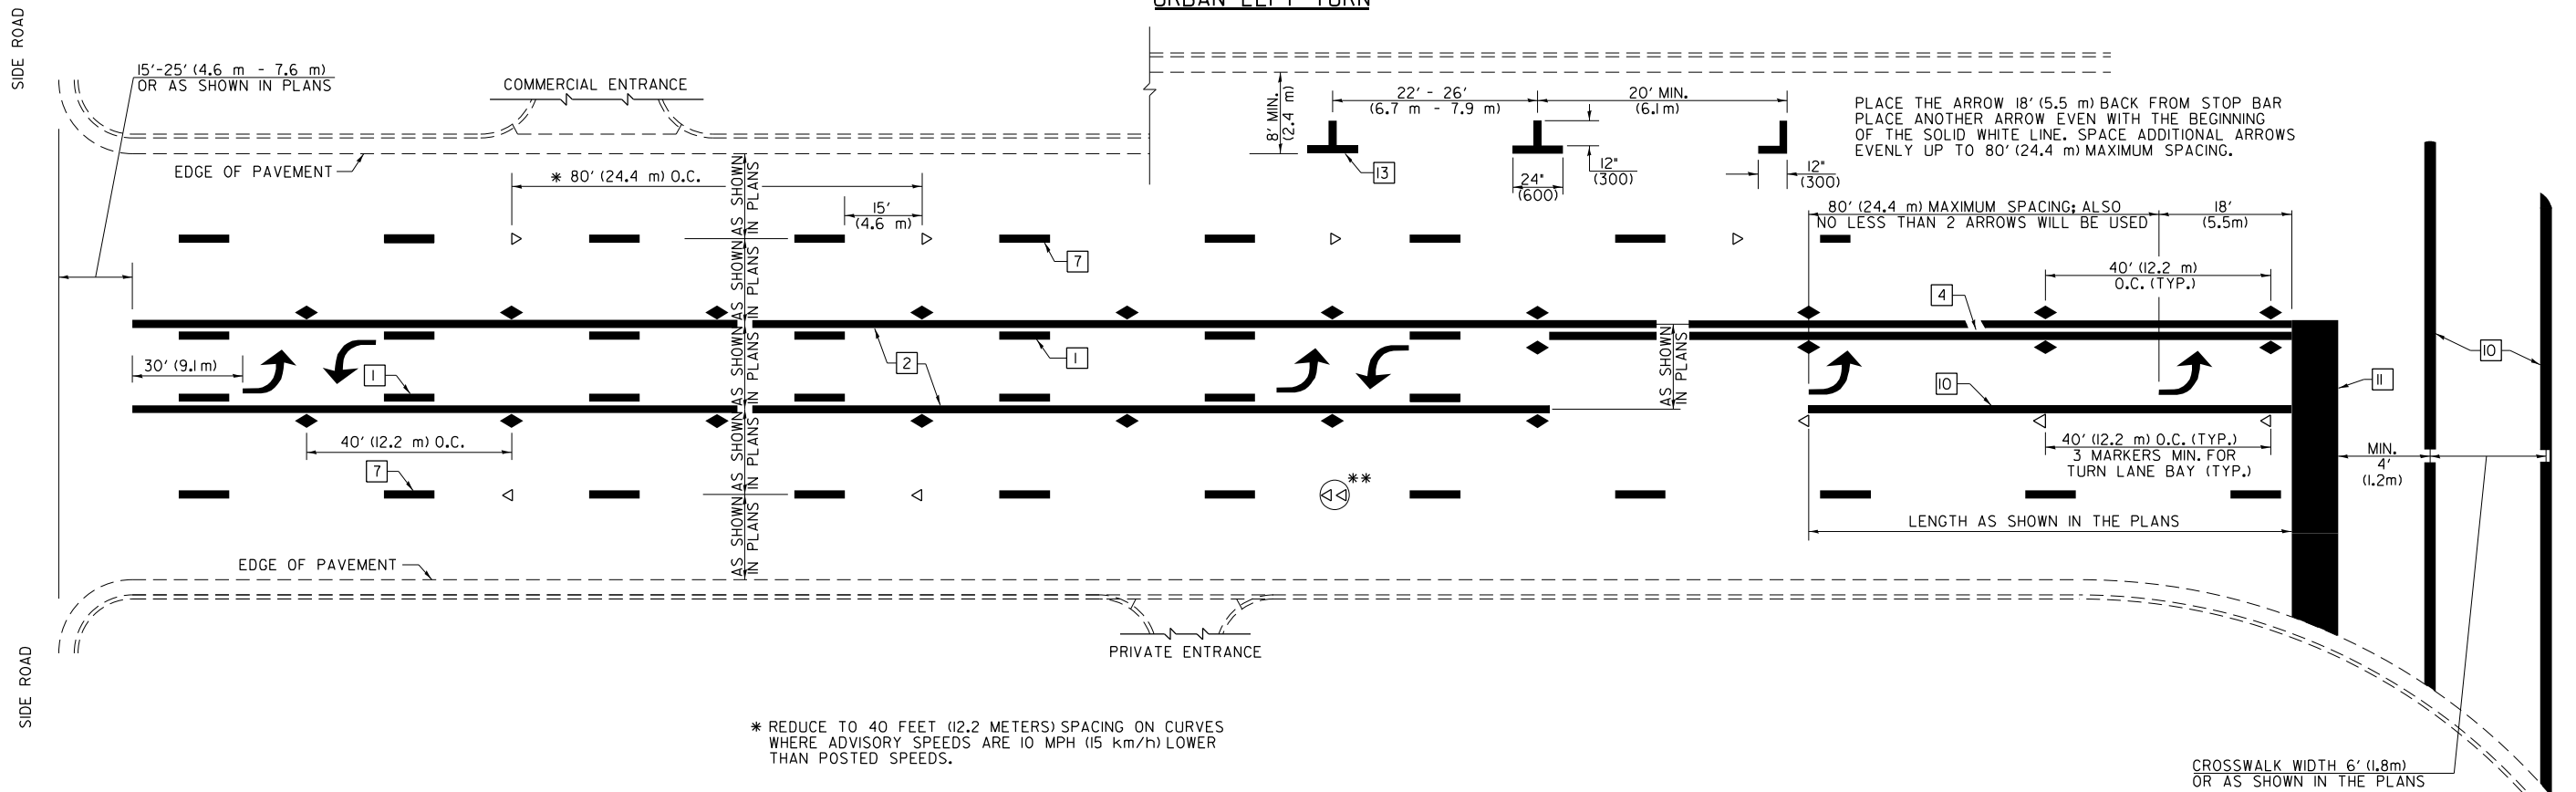 URBAN LEFT TURN
SIDE ROAD
15'-25' (4.6 m - 7.6 m)
OR AS SHOWN IN PLANS
COMMERCIAL ENTRANCE
EDGE OF PAVEMENT
* 80' (24.4 m) O.C.
15'
(4.6 m)
8' MIN.
(2.4 m)
22' - 26'
(6.7 m - 7.9 m)
20' MIN.
(6.1m)
12"
(300)
24"
(600)
13
12"
(300)
PLACE THE ARROW 18' (5.5 m) BACK FROM STOP BAR
PLACE ANOTHER ARROW EVEN WITH THE BEGINNING
OF THE SOLID WHITE LINE. SPACE ADDITIONAL ARROWS
EVENLY UP TO 80' (24.4 m) MAXIMUM SPACING.
80' (24.4 m) MAXIMUM SPACING; ALSO
NO LESS THAN 2 ARROWS WILL BE USED
18'
(5.5m)
7
40' (12.2 m)
O.C. (TYP.)
4
AS SHOWN
IN PLANS
AS SHOWN
IN PLANS
AS SHOWN
IN PLANS
AS SHOWN
IN PLANS
AS SHOWN
IN PLANS
30' (9.1m)
1
2
1
AS SHOWN
IN PLANS
10
10
11
40' (12.2 m) O.C.
7
**
40' (12.2 m) O.C. (TYP.)
3 MARKERS MIN. FOR
TURN LANE BAY (TYP.)
MIN.
4'
(1.2m)
LENGTH AS SHOWN IN THE PLANS
EDGE OF PAVEMENT
PRIVATE ENTRANCE
SIDE ROAD
* REDUCE TO 40 FEET (12.2 METERS) SPACING ON CURVES
WHERE ADVISORY SPEEDS ARE 10 MPH (15 km/h) LOWER
THAN POSTED SPEEDS.
CROSSWALK WIDTH 6' (1.8m)
OR AS SHOWN IN THE PLANS